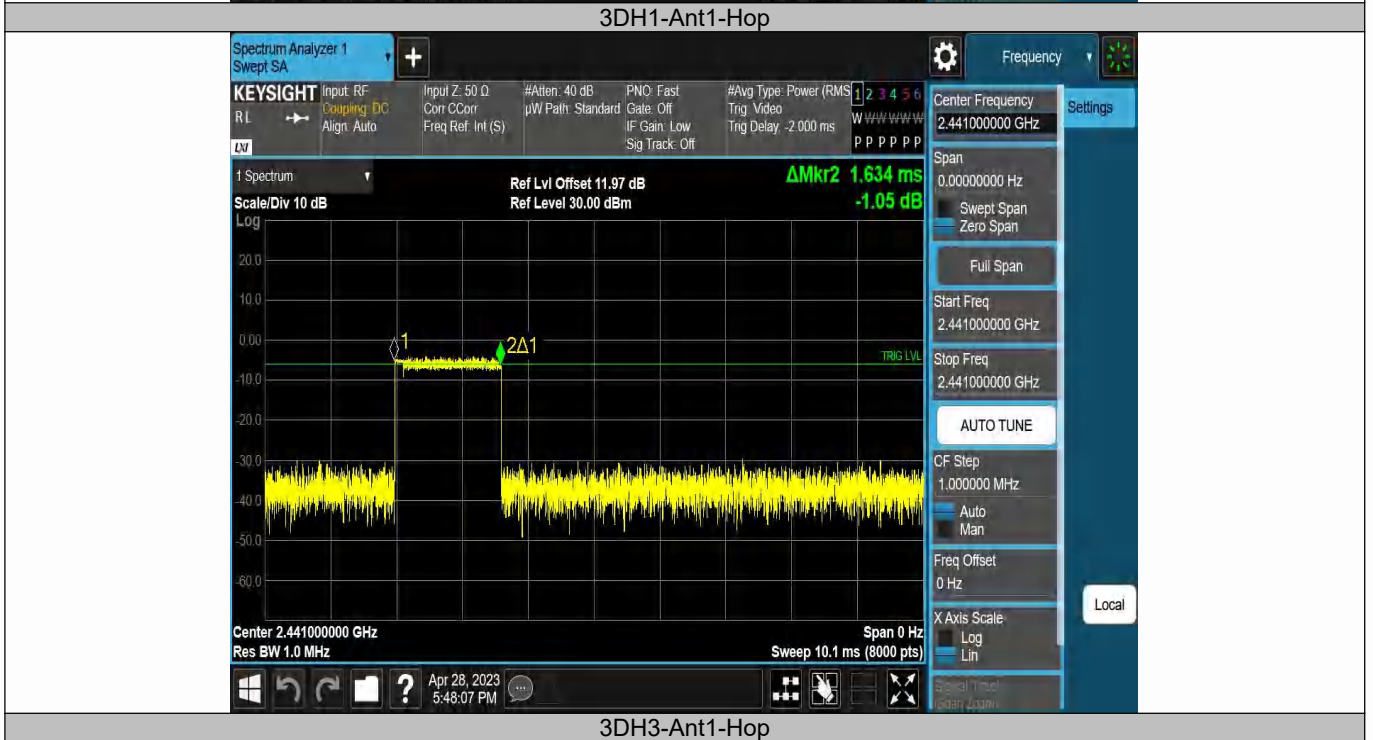 3DH1-Ant1-Hop
Spectrum Analyzer 1
Swept SA
+
Frequency
KEYSIGHT
RL
LXI
Input: RF
Coupling: DC
Align: Auto
Input Z: 50 Ω
Corr CCorr
Freq Ref: Int (S)
#Atten: 40 dB
µW Path: Standard
PNO: Fast
Gate: Off
IF Gain: Low
Sig Track: Off
#Avg Type: Power (RMS
Trig: Video
Trig Delay: -2.000 ms
1 2 3 4 5 6
W W W W W W
P P P P P P
Center Frequency
2.441000000 GHz
Settings
Span
0.00000000 Hz
Swept Span
Zero Span
Full Span
Start Freq
2.441000000 GHz
Stop Freq
2.441000000 GHz
AUTO TUNE
CF Step
1.000000 MHz
Auto
Man
Freq Offset
0 Hz
X Axis Scale
Log
Lin
Local
1 Spectrum
Scale/Div 10 dB
Ref Lvl Offset 11.97 dB
Ref Level 30.00 dBm
ΔMkr2 1.634 ms
-1.05 dB
Log
20.0
10.0
0.00
-10.0
-20.0
-30.0
-40.0
-50.0
-60.0
1
2Δ1
TRIG LVL
Center 2.441000000 GHz
Res BW 1.0 MHz
Span 0 Hz
Sweep 10.1 ms (8000 pts)
?
Apr 28, 2023
5:48:07 PM
3DH3-Ant1-Hop